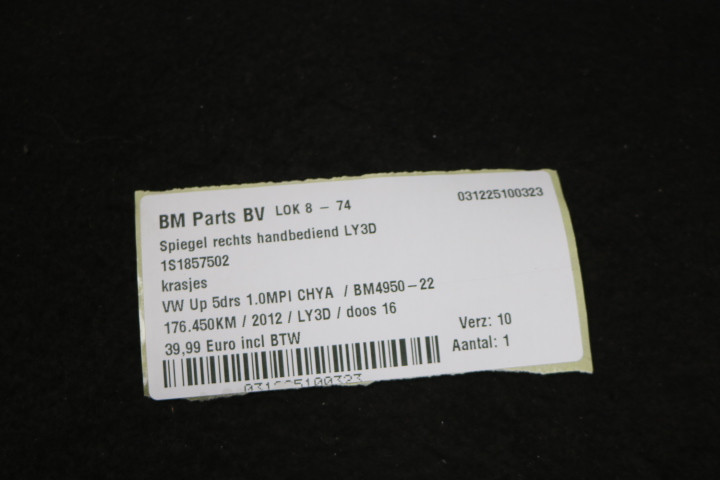 BM Parts BV LOK 8 - 74
031225100323
Spiegel rechts handbediend LY3D
1S1857502
krasjes
VW Up 5drs 1.0MPI CHYA / BM4950-22
176.450KM / 2012 / LY3D / doos 16
39,99 Euro incl BTW
Verz: 10
Aantal: 1
031225100323